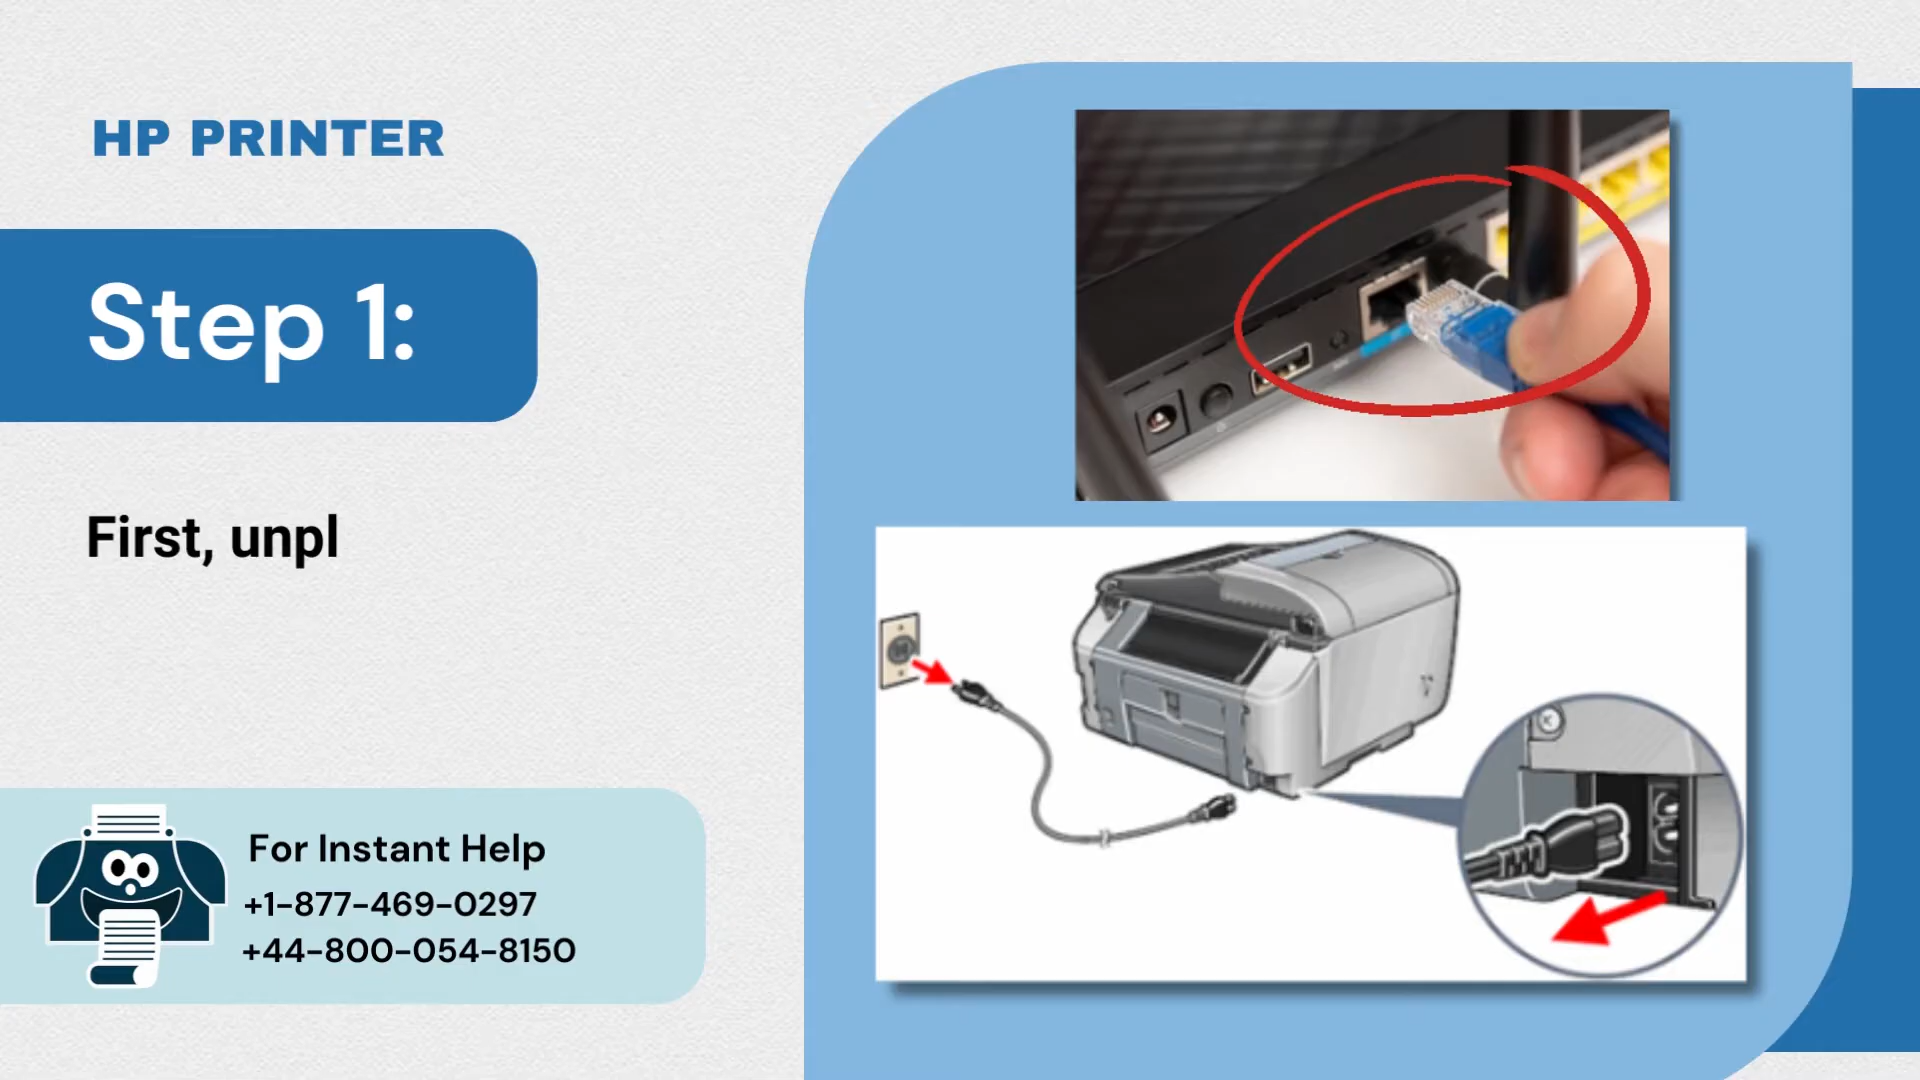 HP PRINTER
Step 1:
First, unpl
For Instant Help
+1-877-469-0297
+44-800-054-8150